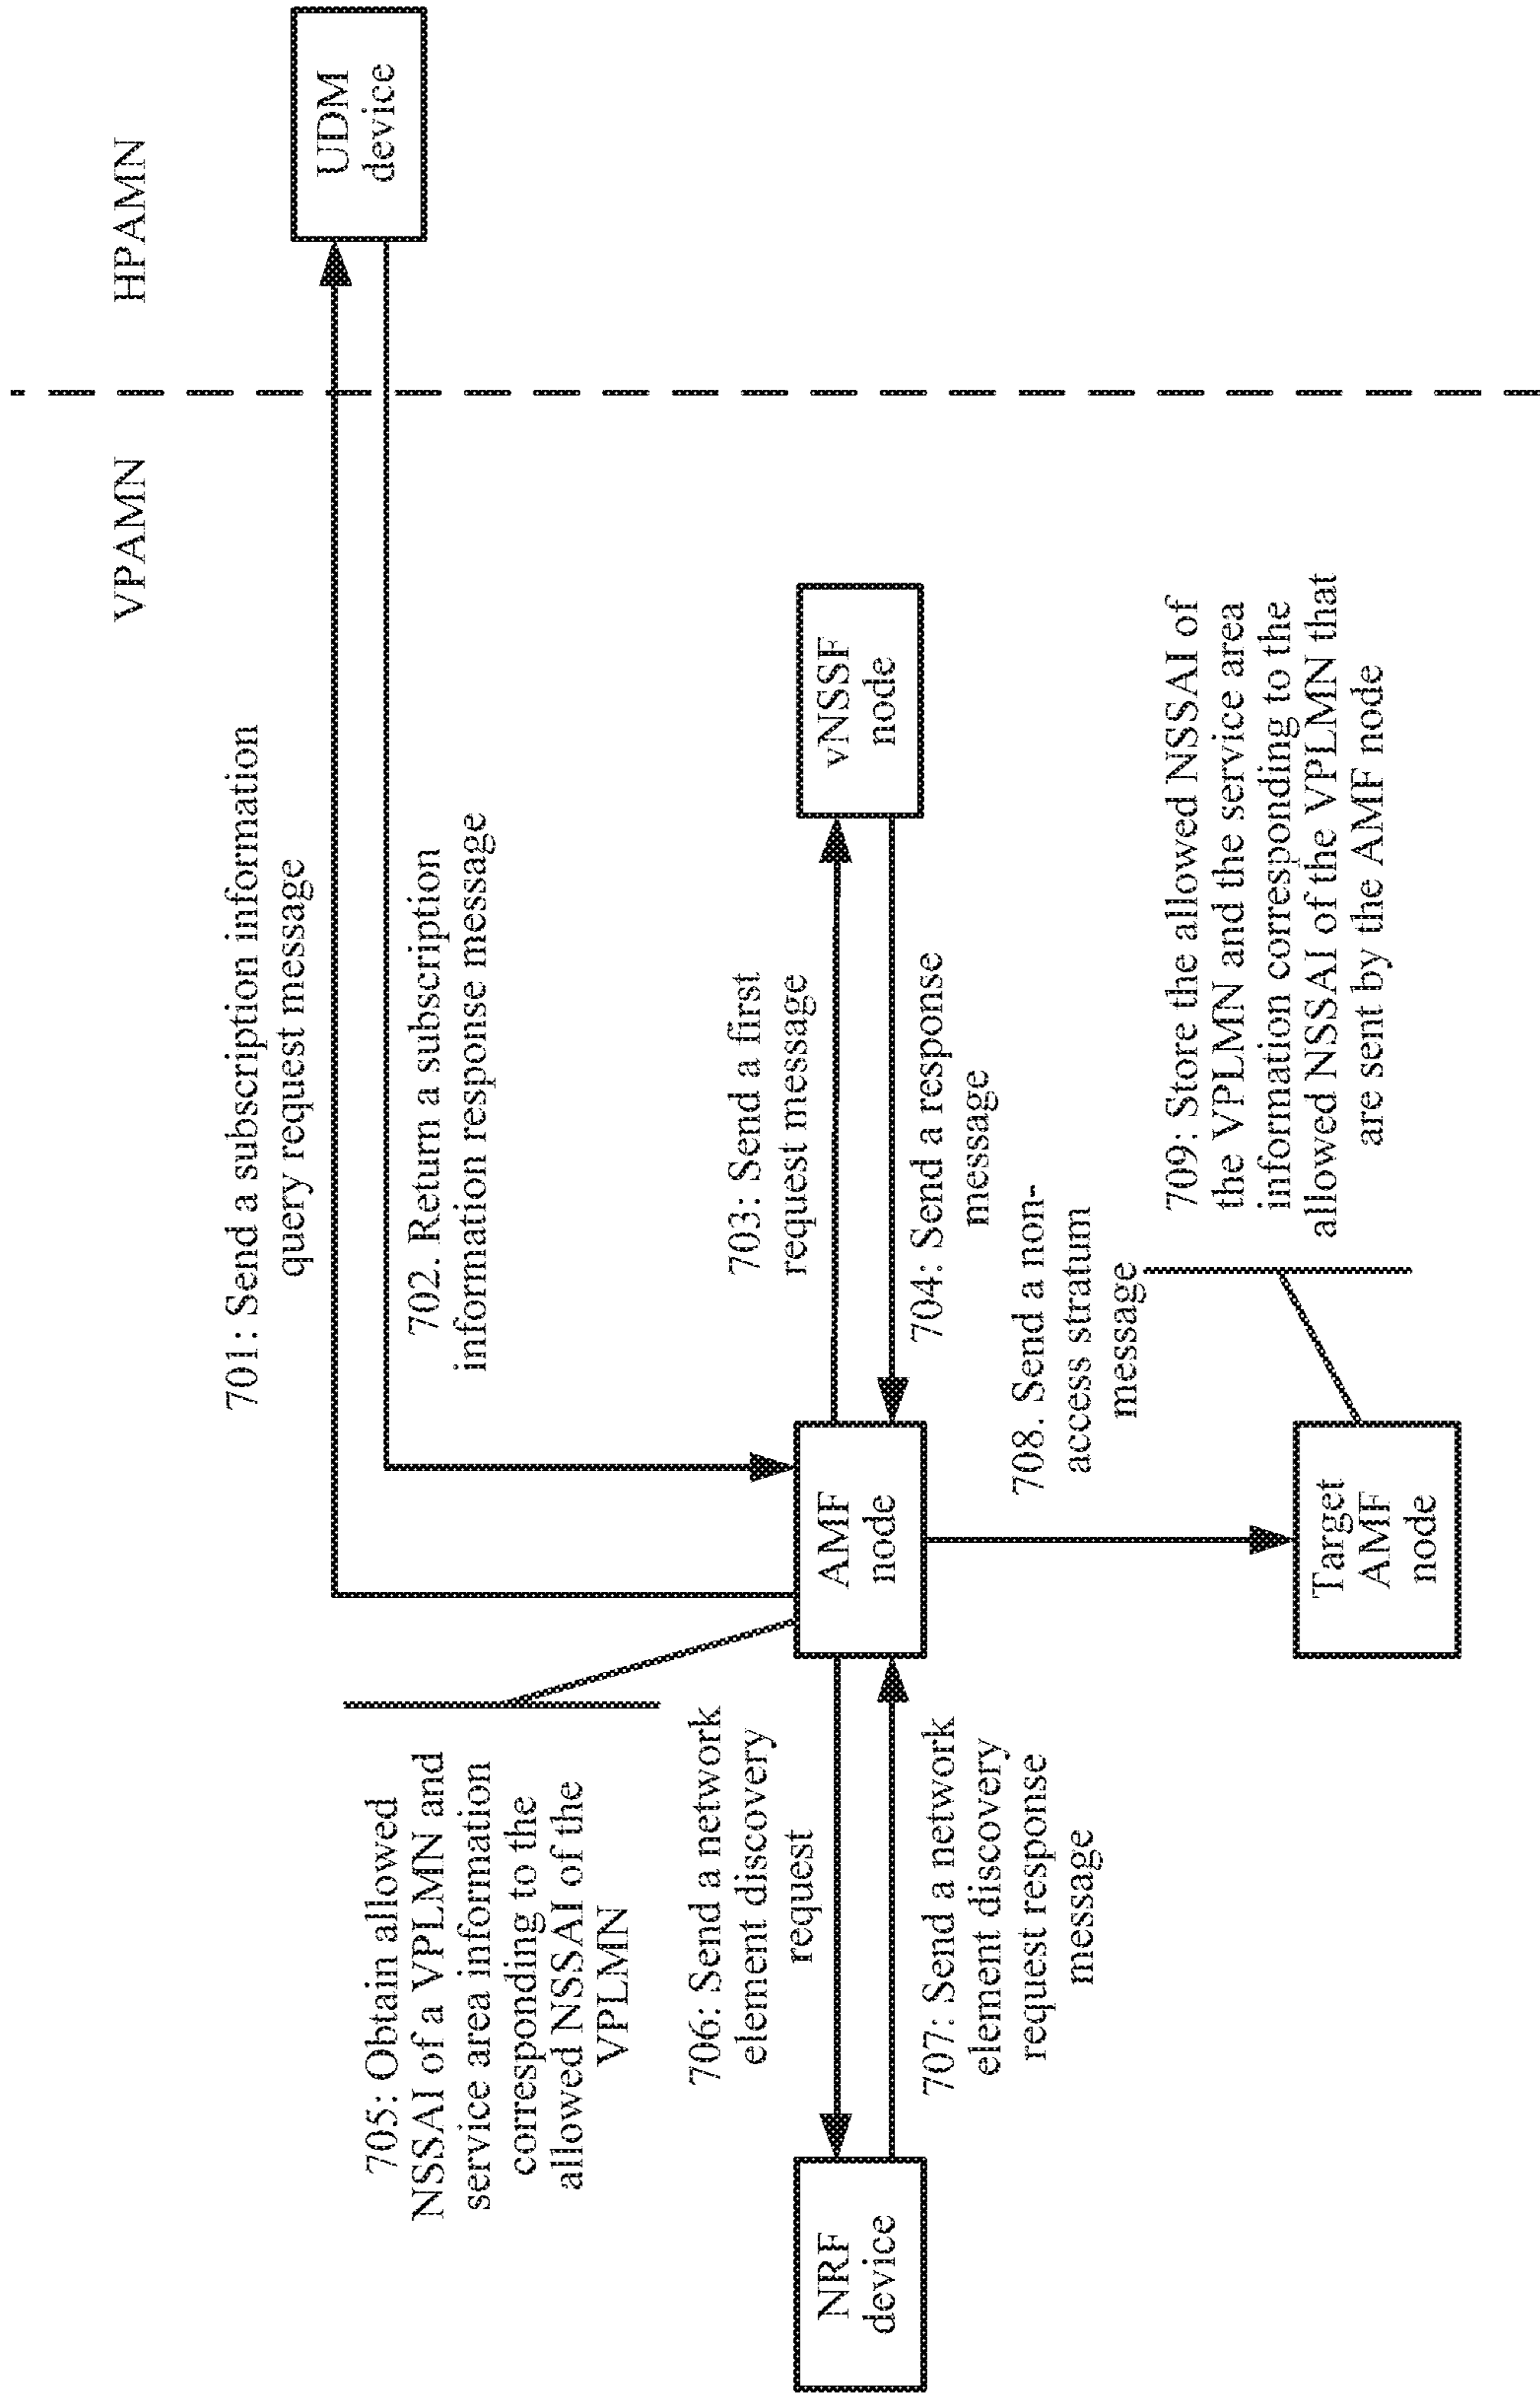 VPAMN
HPAMN
701: Send a subscription information
query request message
UDM
device
702. Return a subscription
information response message
705: Obtain allowed
NSSAI of a VPLMN and
service area information
corresponding to the
allowed NSSAI of the
VPLMN
706: Send a network
element discovery
request
703: Send a first
request message
NRF
device
AMF
node
vNSSF
node
707: Send a network
element discovery
request response
message
704: Send a response
message
708. Send a non-
access stratum
message
709: Store the allowed NSSAI of
the VPLMN and the service area
information corresponding to the
allowed NSSAI of the VPLMN that
are sent by the AMF node
Target
AMF
node